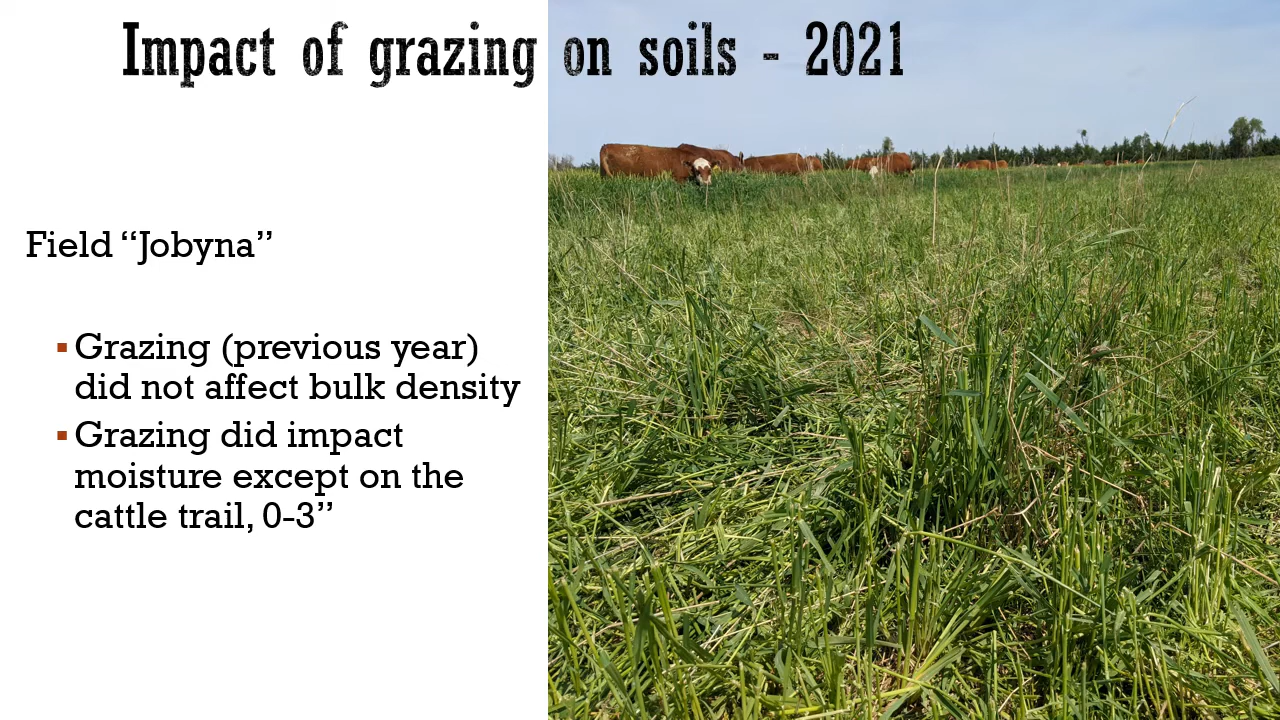 Impact of grazing on soils - 2021
Field “Jobyna”
▪ Grazing (previous year)
did not affect bulk density
▪ Grazing did impact
moisture except on the
cattle trail, 0-3”